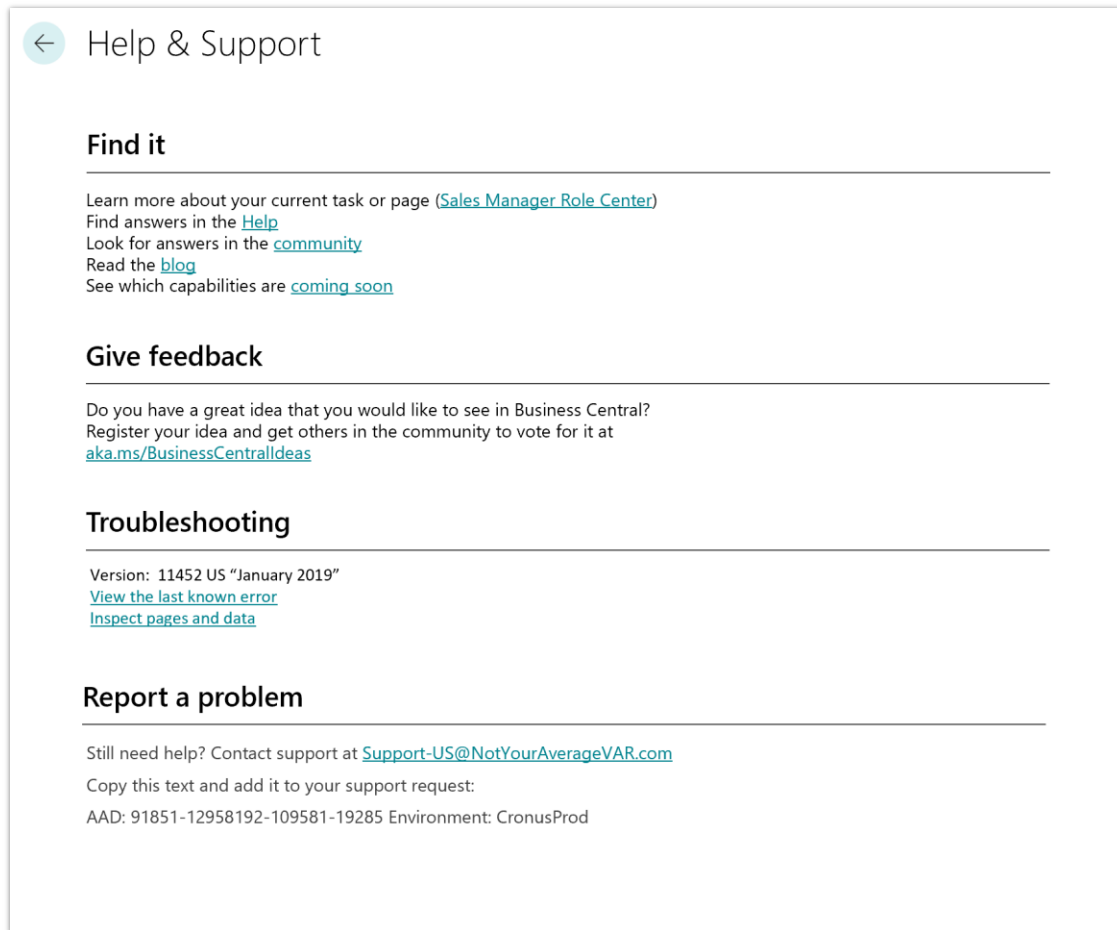 Help & Support
Find it
Learn more about your current task or page (Sales Manager Role Center)
Find answers in the Help
Look for answers in the community
Read the blog
See which capabilities are coming soon
Give feedback
Do you have a great idea that you would like to see in Business Central?
Register your idea and get others in the community to vote for it at
aka.ms/BusinessCentralIdeas
Troubleshooting
Version:  11452 US “January 2019”
View the last known error
Inspect pages and data
Report a problem
Still need help? Contact support at Support-US@NotYourAverageVAR.com
Copy this text and add it to your support request:
AAD: 91851-12958192-109581-19285 Environment: CronusProd